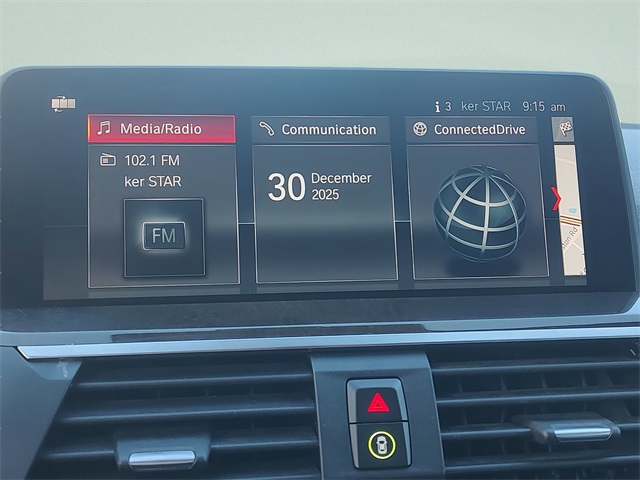 i 3 ker STAR 9:15 am
Media/Radio
102.1 FM
ker STAR
FM
Communication
30 December
2025
ConnectedDrive
Rd